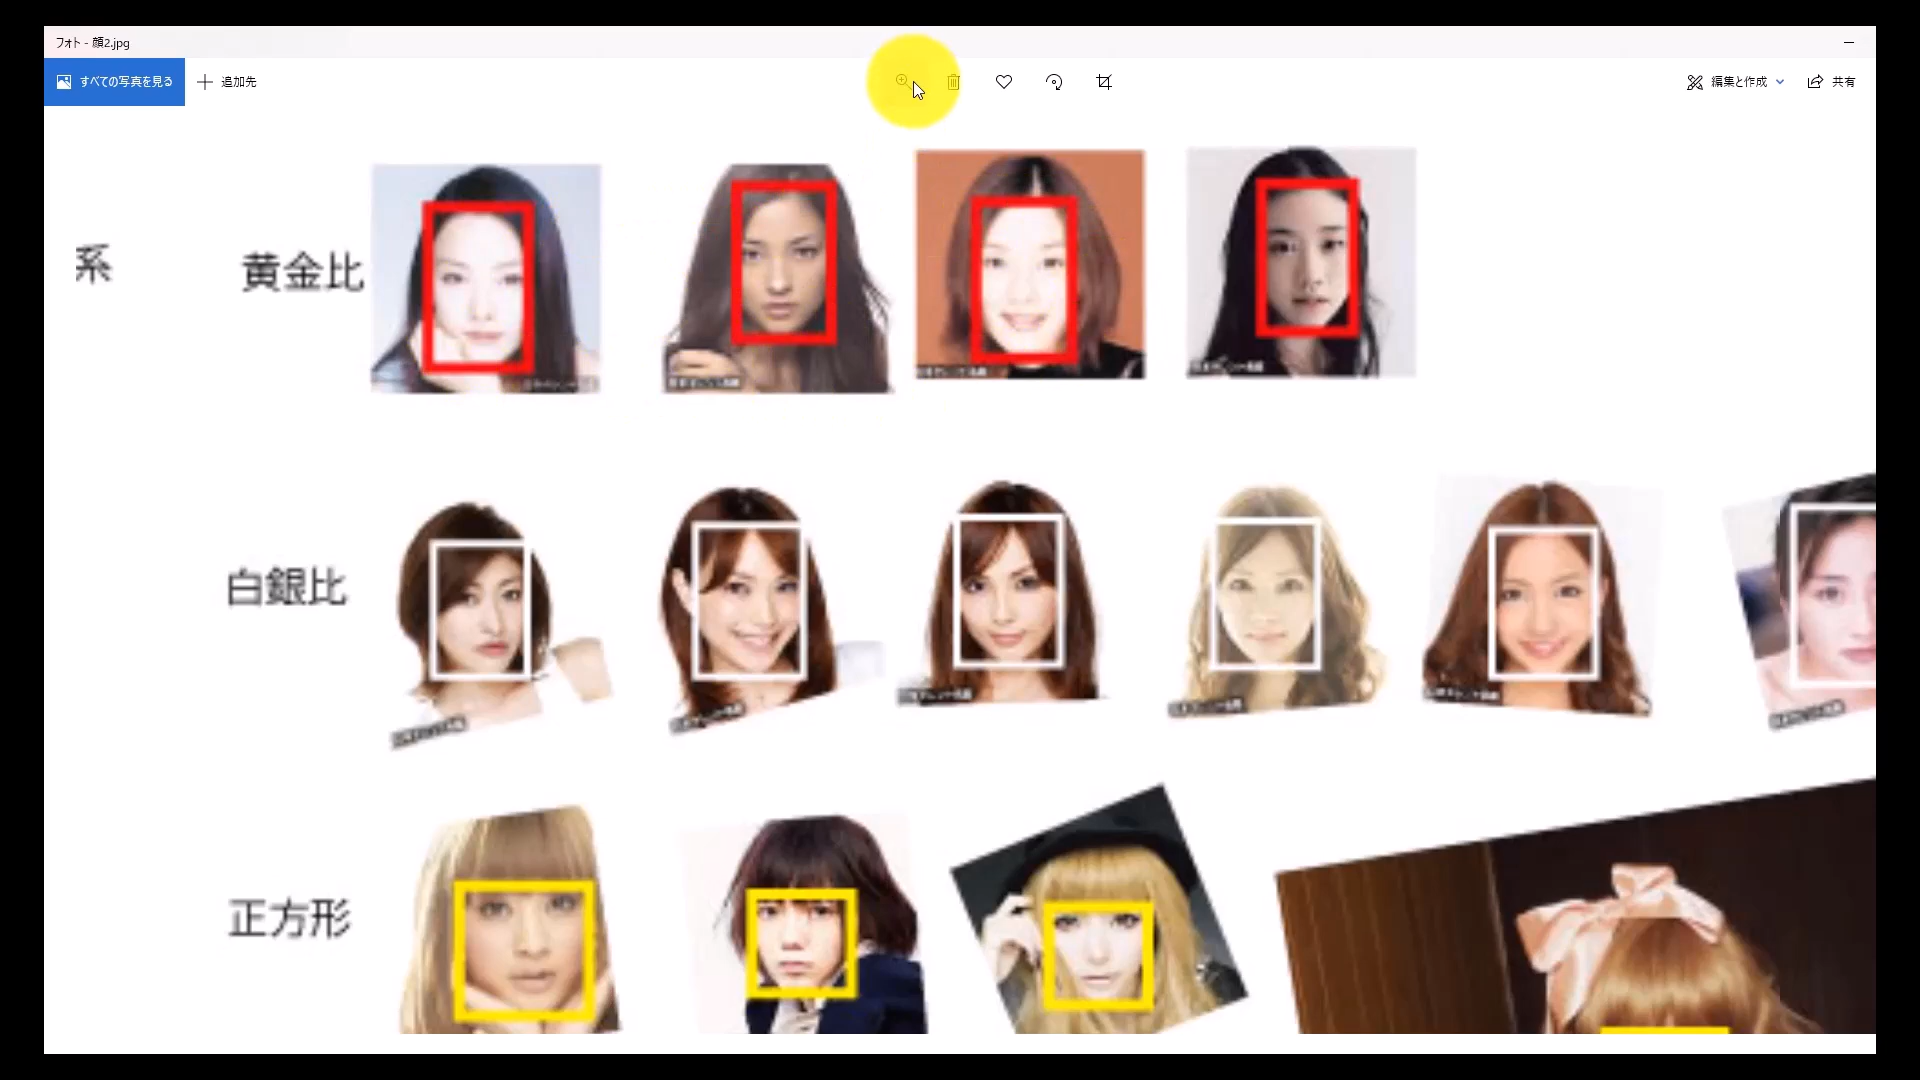 フォト - 顔2.jpg
すべての写真を見る
追加先
編集と作成
共有
系
黄金比
白銀比
正方形